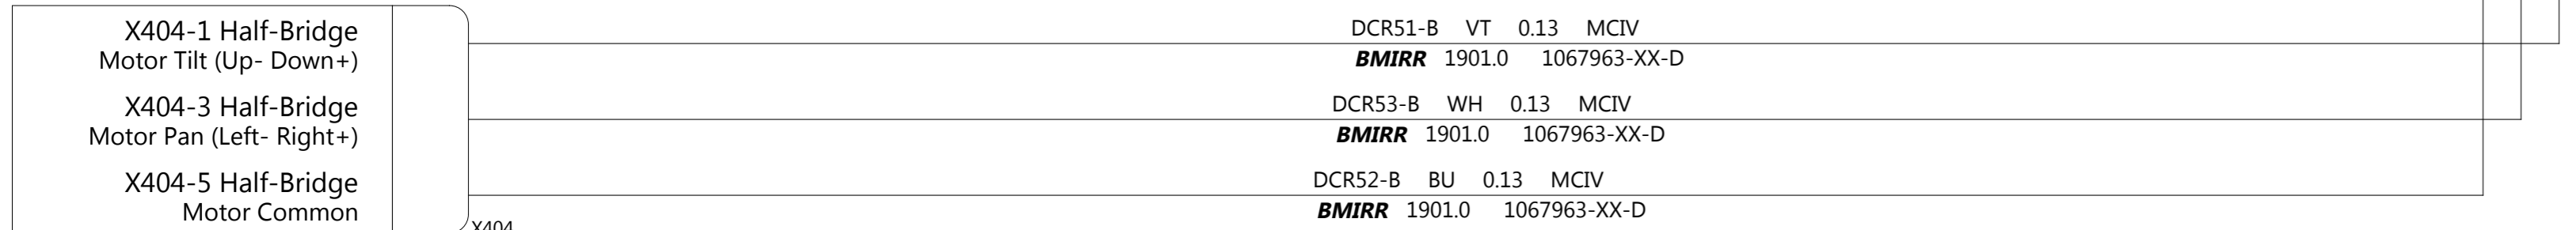 X404-1 Half-Bridge
Motor Tilt (Up- Down+)
DCR51-B VT 0.13 MCIV
BMIRR 1901.0 1067963-XX-D
X404-3 Half-Bridge
Motor Pan (Left- Right+)
DCR53-B WH 0.13 MCIV
BMIRR 1901.0 1067963-XX-D
X404-5 Half-Bridge
Motor Common
DCR52-B BU 0.13 MCIV
BMIRR 1901.0 1067963-XX-D
X404